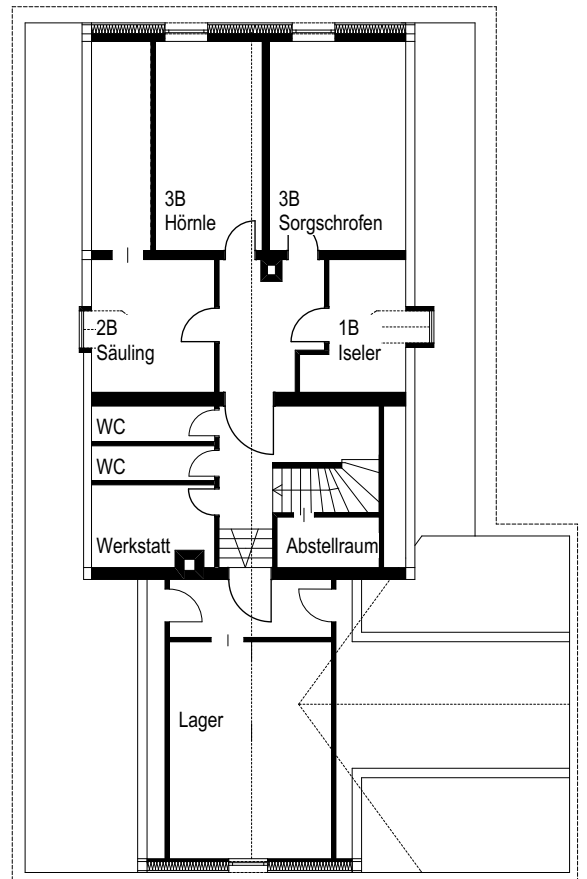 3B
Hörnle
3B
Sorgschrofen
2B
Säuling
1B
Iseler
WC
WC
Werkstatt
Abstellraum
Lager